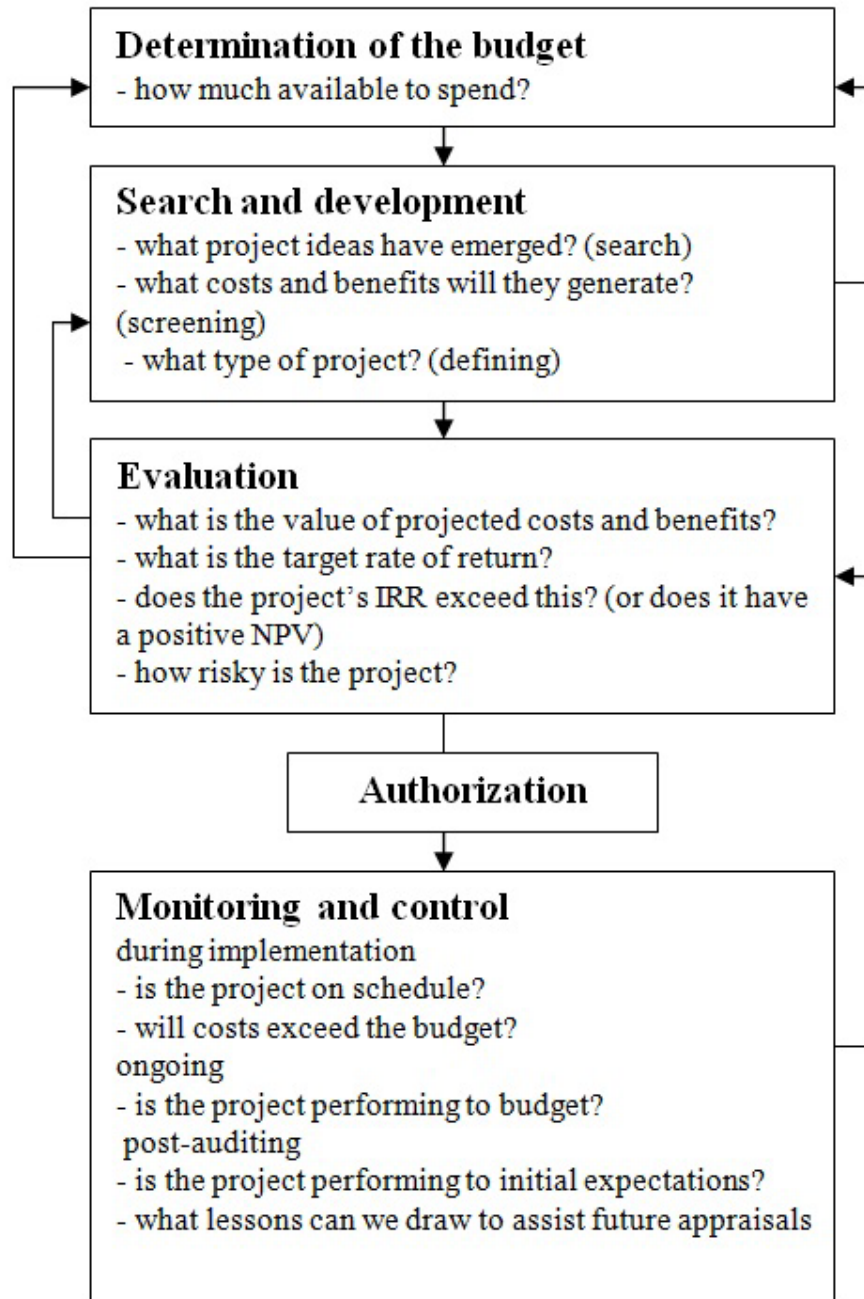 Determination of the budget
- how much available to spend?
Search and development
- what project ideas have emerged? (search)
- what costs and benefits will they generate?
(screening)
- what type of project? (defining)
Evaluation
- what is the value of projected costs and benefits?
- what is the target rate of return?
- does the project’s IRR exceed this? (or does it have
a positive NPV)
- how risky is the project?
Authorization
Monitoring and control
during implementation
- is the project on schedule?
- will costs exceed the budget?
ongoing
- is the project performing to budget?
post-auditing
- is the project performing to initial expectations?
- what lessons can we draw to assist future appraisals